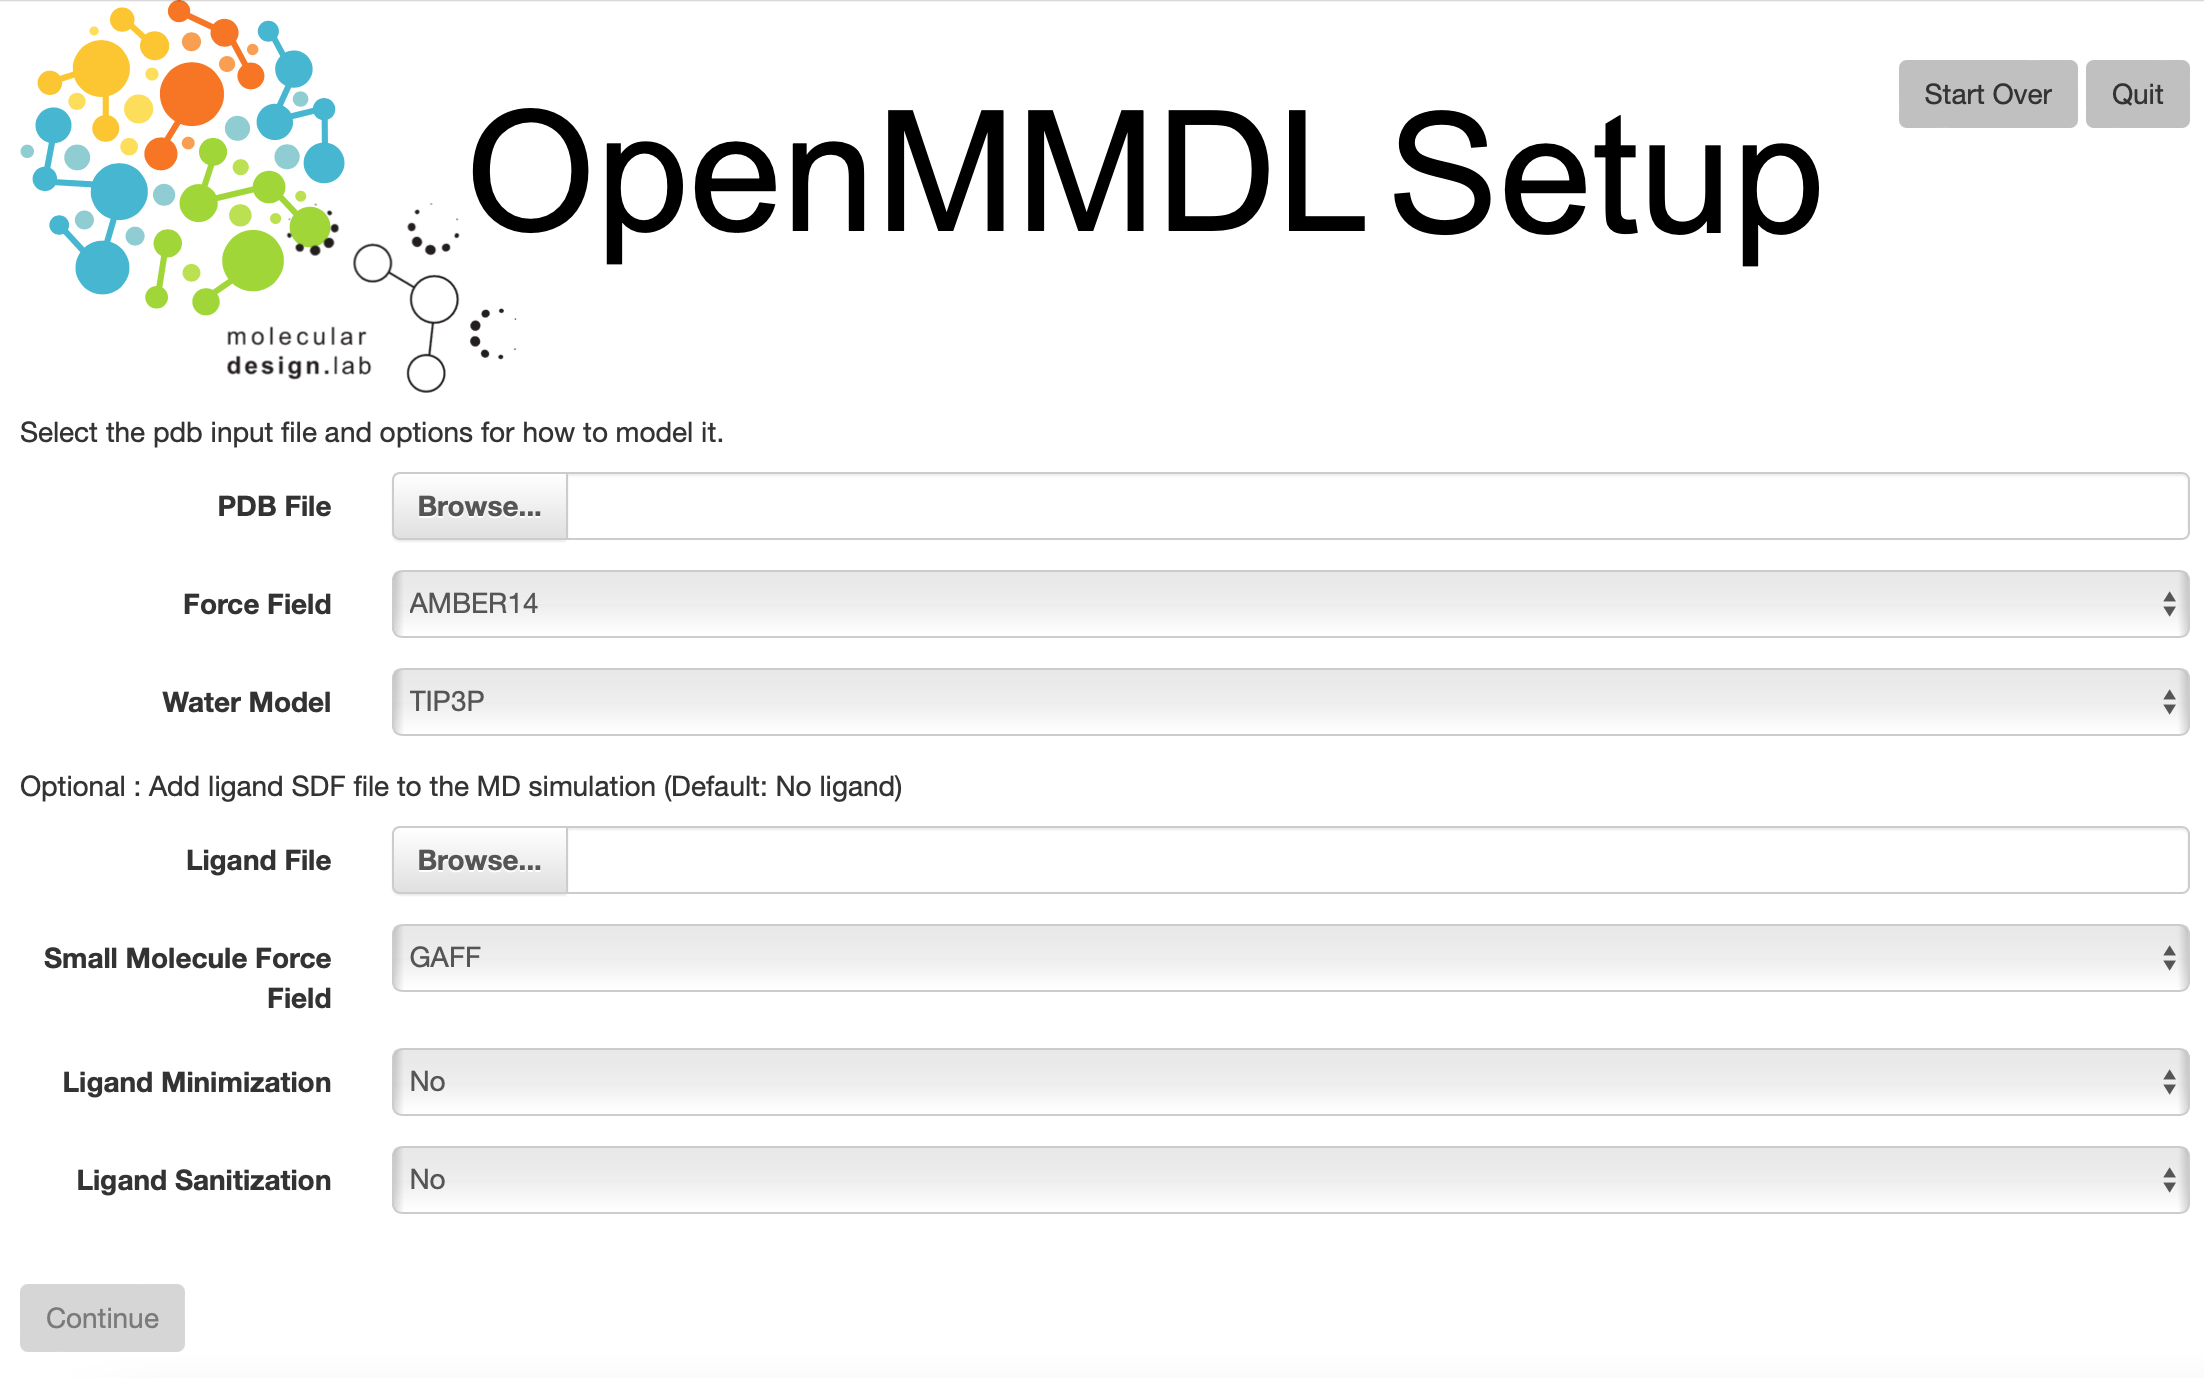 OpenMMDL Setup
Start Over
Quit
molecular
design.lab
Select the pdb input file and options for how to model it.
PDB File
Browse...
Force Field
AMBER14
Water Model
TIP3P
Optional : Add ligand SDF file to the MD simulation (Default: No ligand)
Ligand File
Browse...
Small Molecule Force
Field
GAFF
Ligand Minimization
No
Ligand Sanitization
No
Continue